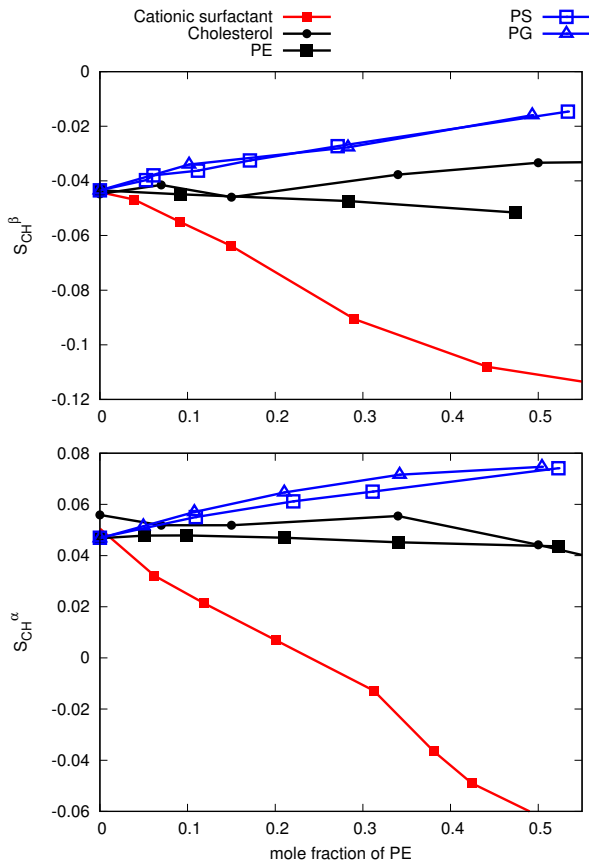 Cationic surfactant
Cholesterol
PE
PS
PG
0
-0.02
-0.04
-0.06
-0.08
-0.1
-0.12
S_CH^β
0 0.1 0.2 0.3 0.4 0.5
0.08
0.06
0.04
0.02
0
-0.02
-0.04
-0.06
S_CH^α
0 0.1 0.2 0.3 0.4 0.5
mole fraction of PE